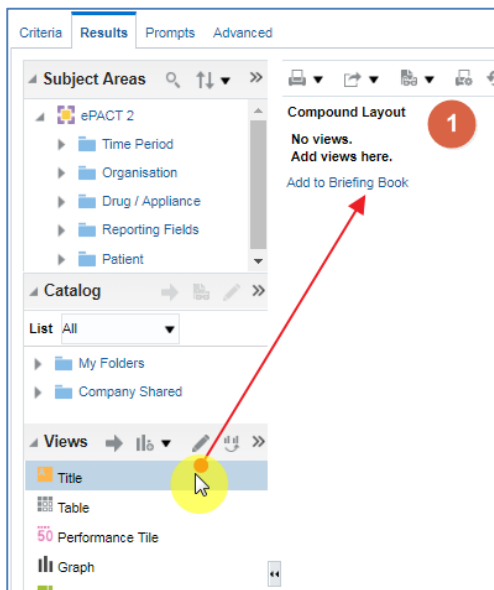 Criteria Results Prompts Advanced
Subject Areas
ePACT 2
Time Period
Organisation
Drug / Appliance
Reporting Fields
Patient
Catalog
List All
My Folders
Company Shared
Views
Title
Table
50 Performance Tile
Graph
Compound Layout
1
No views.
Add views here.
Add to Briefing Book